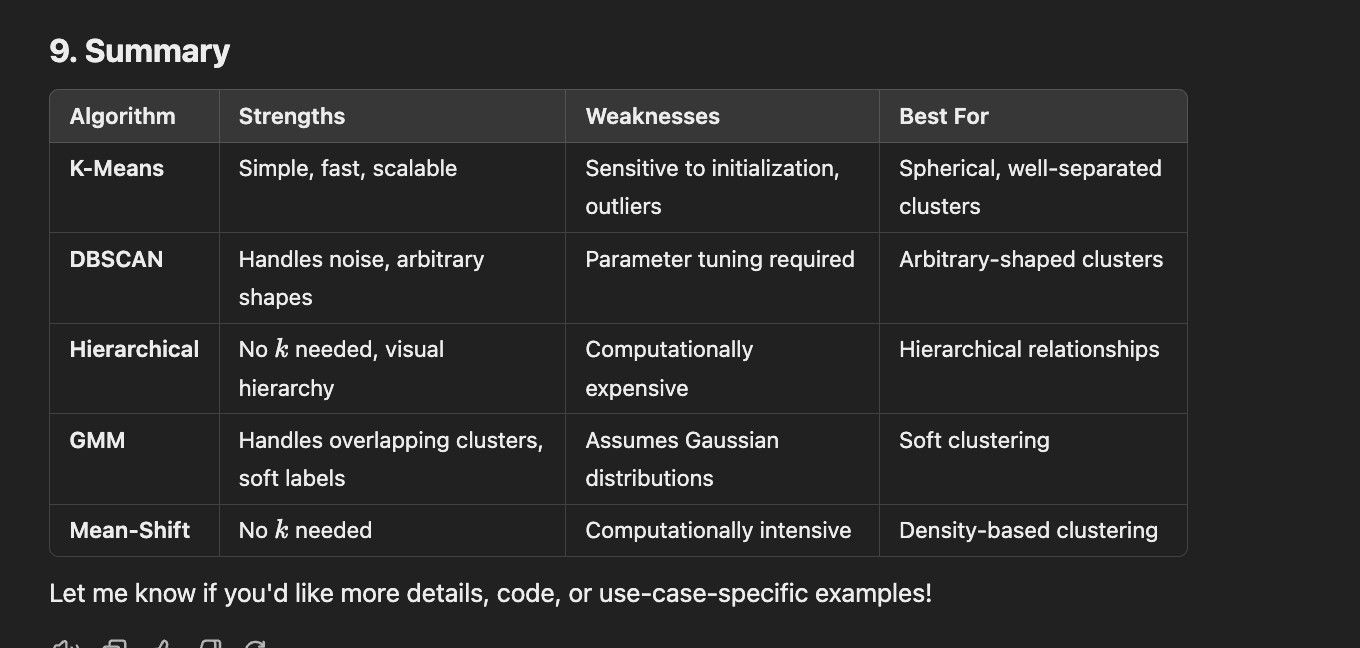 9. Summary
Algorithm Strengths Weaknesses Best For
K-Means Simple, fast, scalable Sensitive to initialization, Spherical, well-separated
outliers clusters
DBSCAN Handles noise, arbitrary Parameter tuning required Arbitrary-shaped clusters
shapes
Hierarchical No k needed, visual Computationally Hierarchical relationships
hierarchy expensive
GMM Handles overlapping clusters, Assumes Gaussian Soft clustering
soft labels distributions
Mean-Shift No k needed Computationally intensive Density-based clustering
Let me know if you'd like more details, code, or use-case-specific examples!